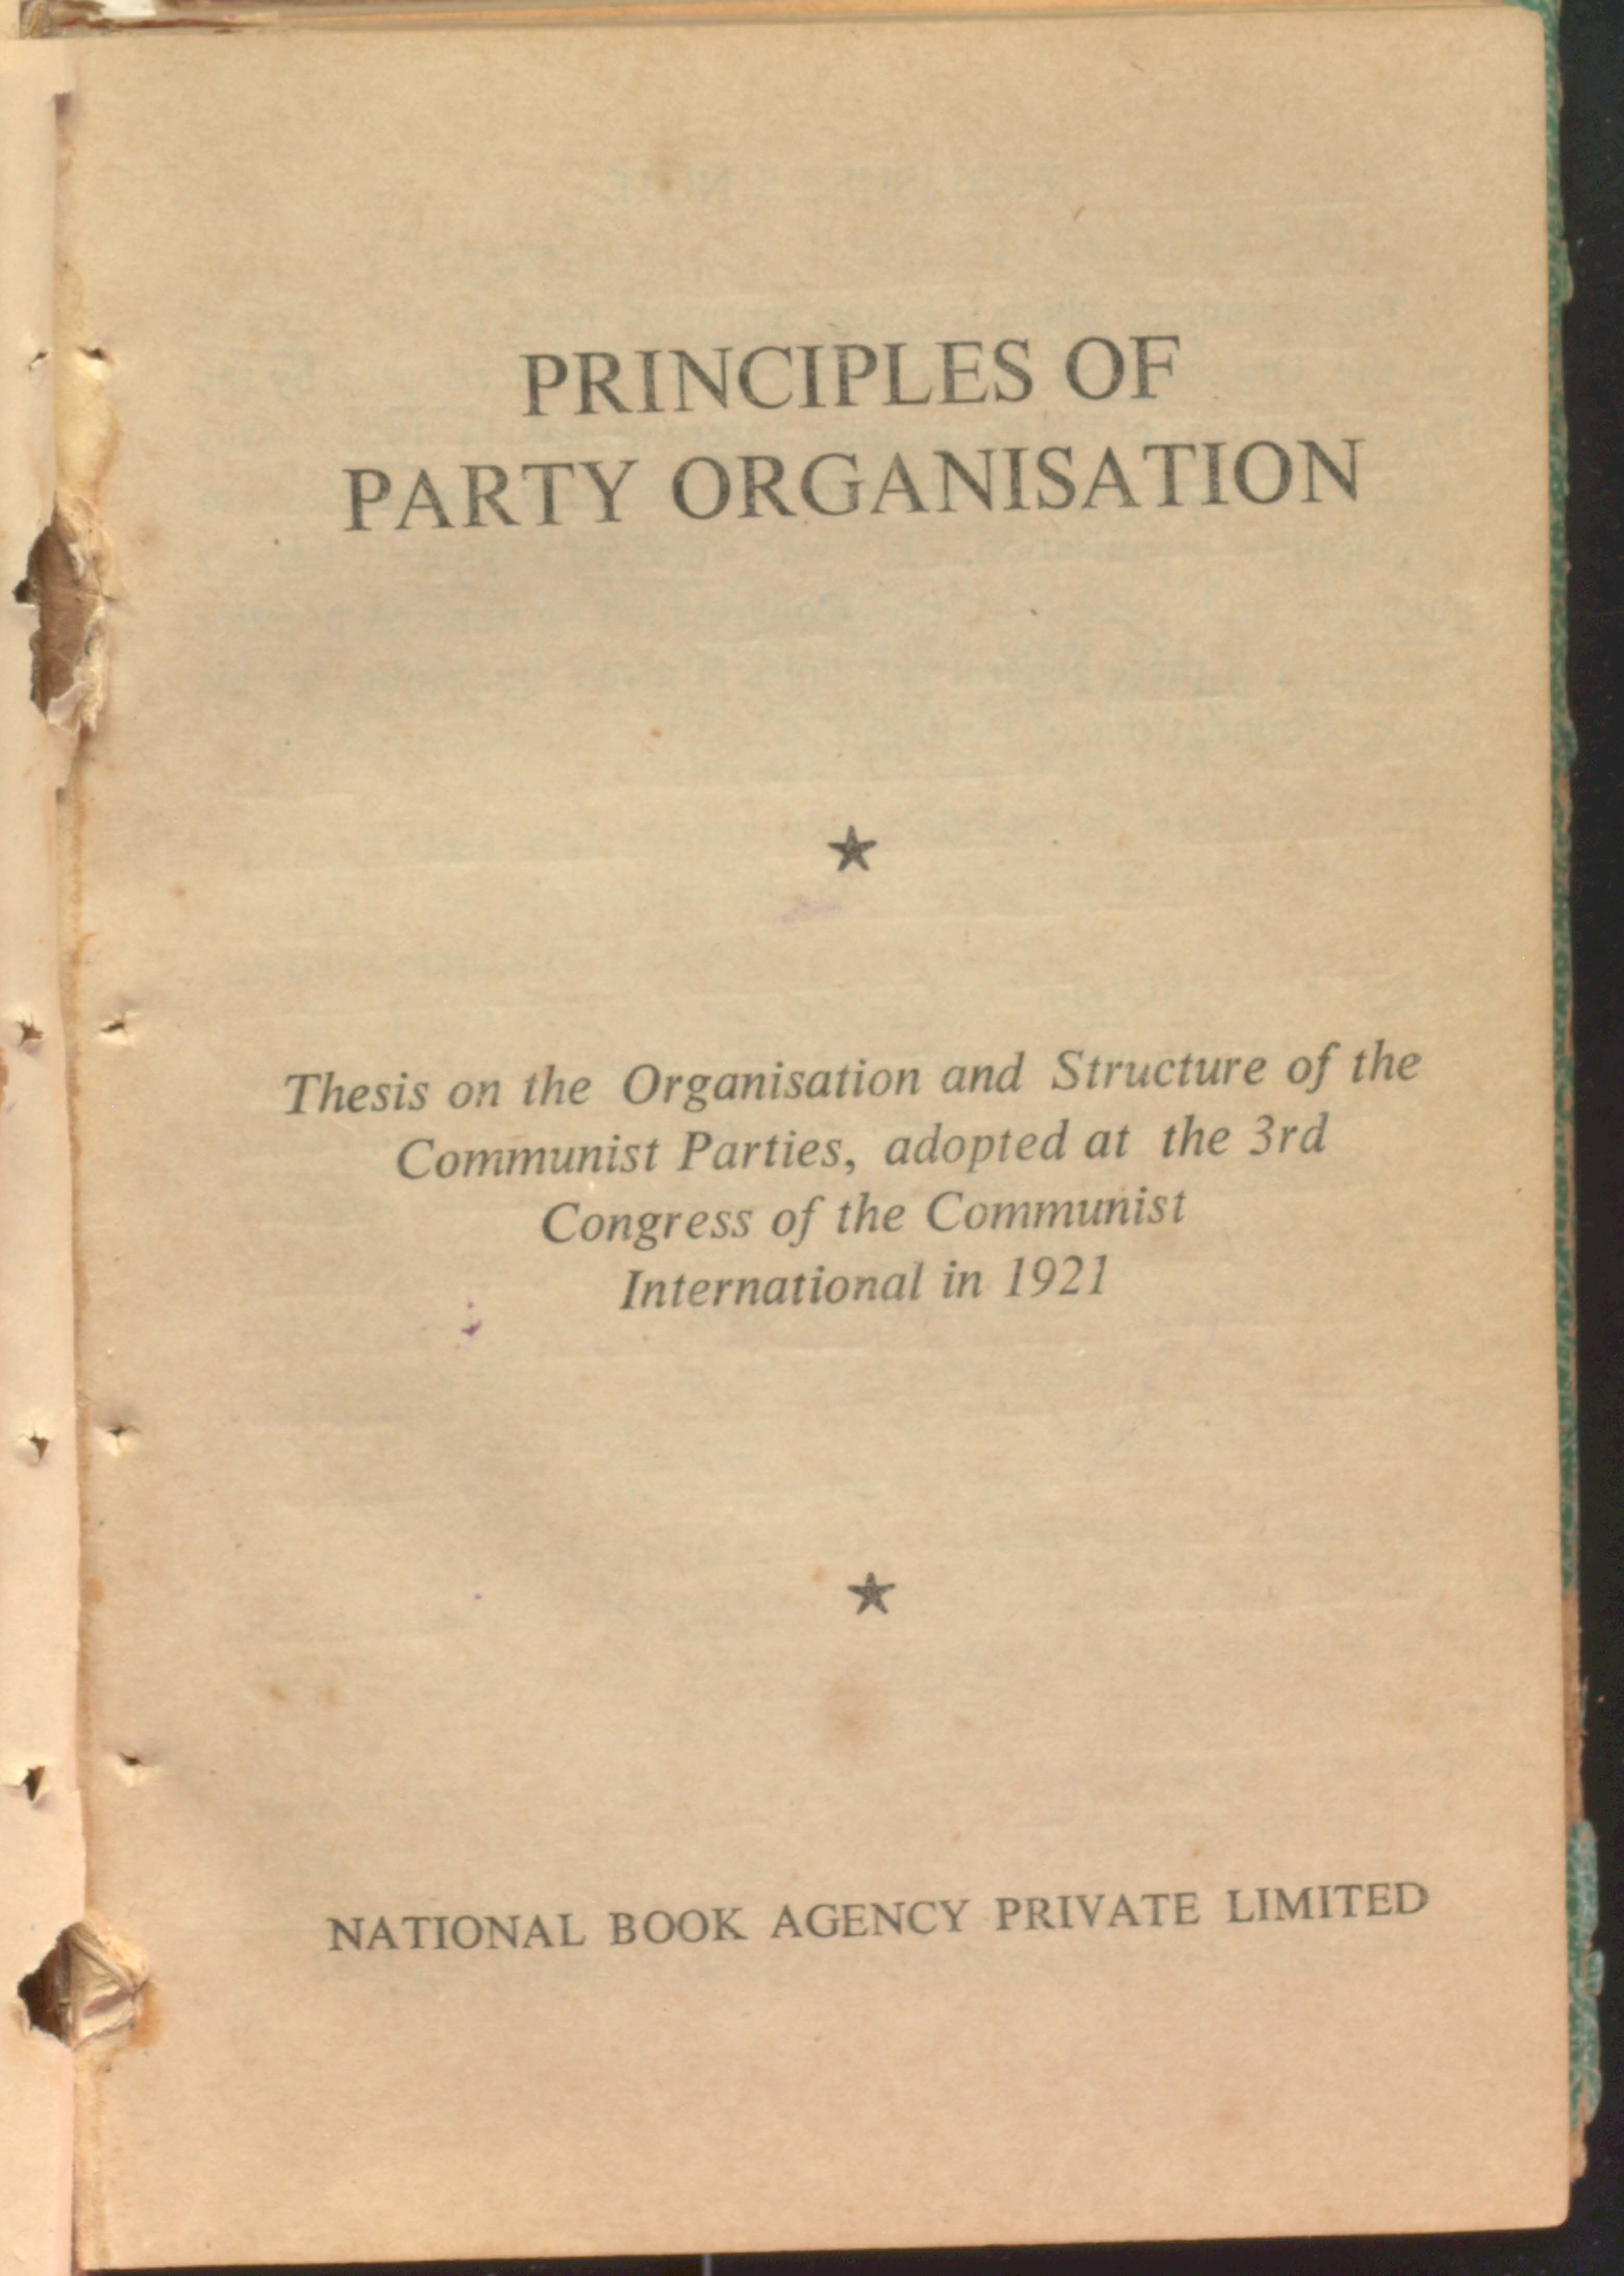 PRINCIPLES OF
PARTY ORGANISATION
Thesis on the Organisation and Structure of the
Communist Parties, adopted at the 3rd
Congress of the Communist
International in 1921
NATIONAL BOOK AGENCY PRIVATE LIMITED